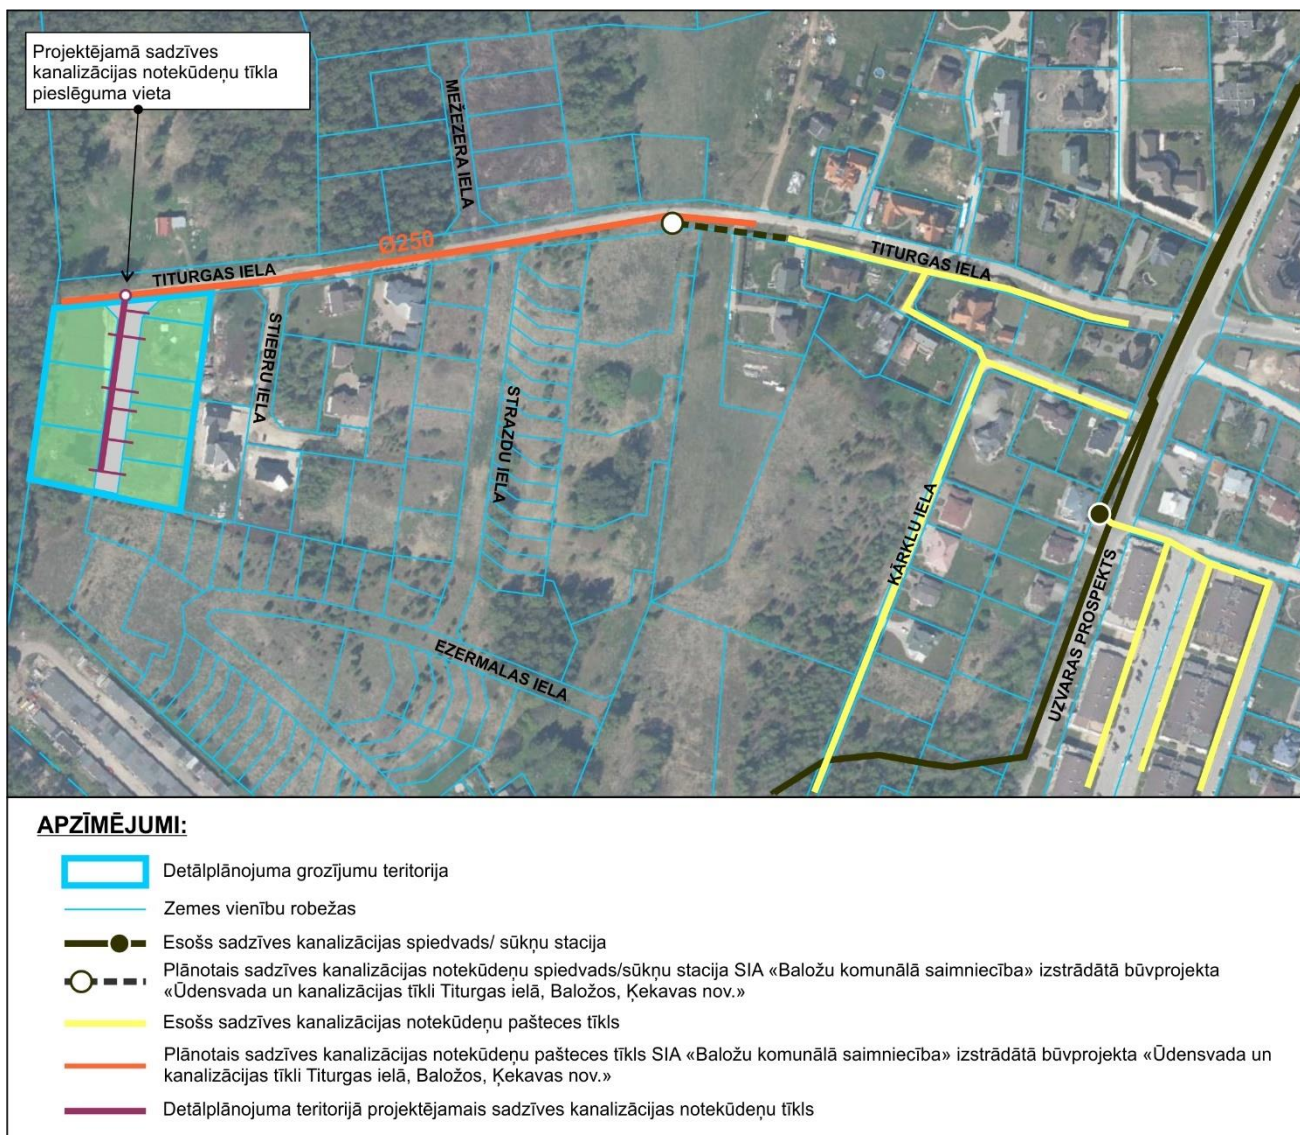 Projektējamā sadzīves
kanalizācijas notekūdeņu tīkla
pieslēguma vieta
MEŽEZERA IELA
Ø250
TITURGAS IELA
TITURGAS IELA
STIEBRU IELA
STRAZDU IELA
KĀRKLU IELA
EZERMALAS IELA
UZVARAS PROSPEKTS
APZĪMĒJUMI:
Detālplānojuma grozījumu teritorija
Zemes vienību robežas
Esošs sadzīves kanalizācijas spiedvads/ sūkņu stacija
Plānotais sadzīves kanalizācijas notekūdeņu spiedvads/sūkņu stacija SIA «Baložu komunālā saimniecība» izstrādātā būvprojekta
«Ūdensvada un kanalizācijas tīkli Titurgas ielā, Baložos, Ķekavas nov.»
Esošs sadzīves kanalizācijas notekūdeņu pašteces tīkls
Plānotais sadzīves kanalizācijas notekūdeņu pašteces tīkls SIA «Baložu komunālā saimniecība» izstrādātā būvprojekta «Ūdensvada un
kanalizācijas tīkli Titurgas ielā, Baložos, Ķekavas nov.»
Detālplānojuma teritorijā projektējamais sadzīves kanalizācijas notekūdeņu tīkls